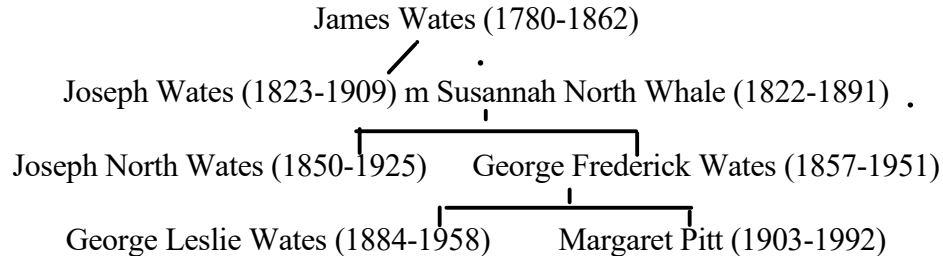 James Wates (1780-1862)
Joseph Wates (1823-1909) m Susannah North Whale (1822-1891) .
Joseph North Wates (1850-1925) George Frederick Wates (1857-1951)
George Leslie Wates (1884-1958) Margaret Pitt (1903-1992)